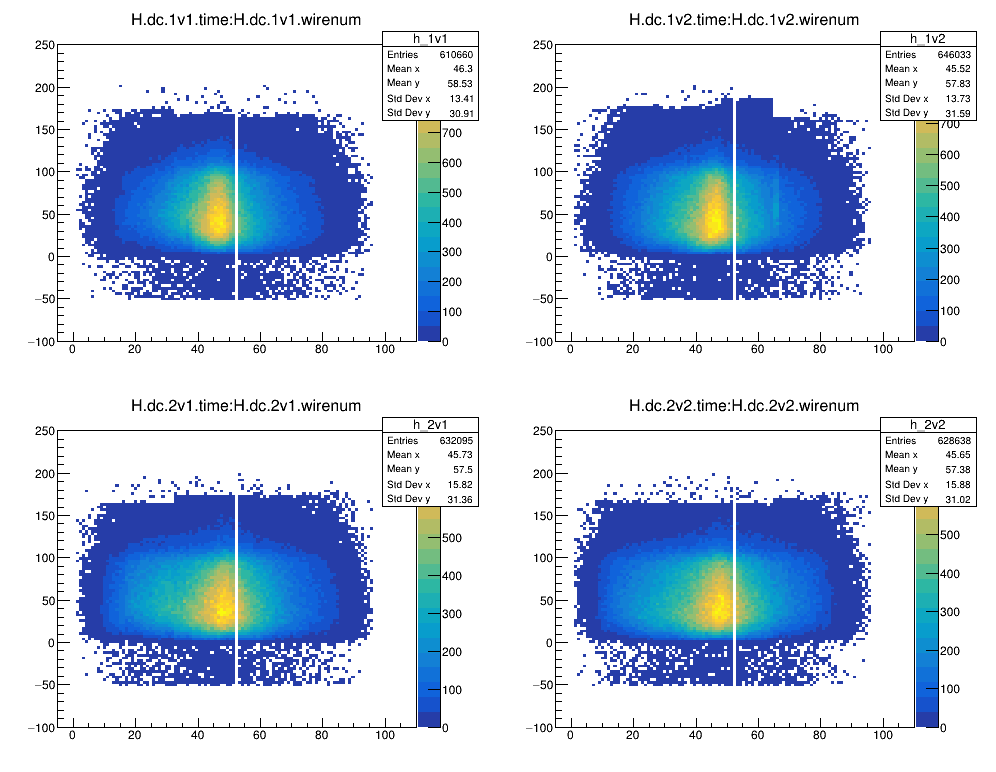 H.dc.1v1.time:H.dc.1v1.wirenum
h_1v1
Entries 610660
Mean x 46.3
Mean y 58.53
Std Dev x 13.41
Std Dev y 30.91
250
200
150
100
50
0
−50
−100
0 20 40 60 80 100
700
600
500
400
300
200
100
0
H.dc.1v2.time:H.dc.1v2.wirenum
h_1v2
Entries 646033
Mean x 45.52
Mean y 57.83
Std Dev x 13.73
Std Dev y 31.59
250
200
150
100
50
0
−50
−100
0 20 40 60 80 100
700
600
500
400
300
200
100
0
H.dc.2v1.time:H.dc.2v1.wirenum
h_2v1
Entries 632095
Mean x 45.73
Mean y 57.5
Std Dev x 15.82
Std Dev y 31.36
250
200
150
100
50
0
−50
−100
0 20 40 60 80 100
500
400
300
200
100
0
H.dc.2v2.time:H.dc.2v2.wirenum
h_2v2
Entries 628638
Mean x 45.65
Mean y 57.38
Std Dev x 15.88
Std Dev y 31.02
250
200
150
100
50
0
−50
−100
0 20 40 60 80 100
500
400
300
200
100
0